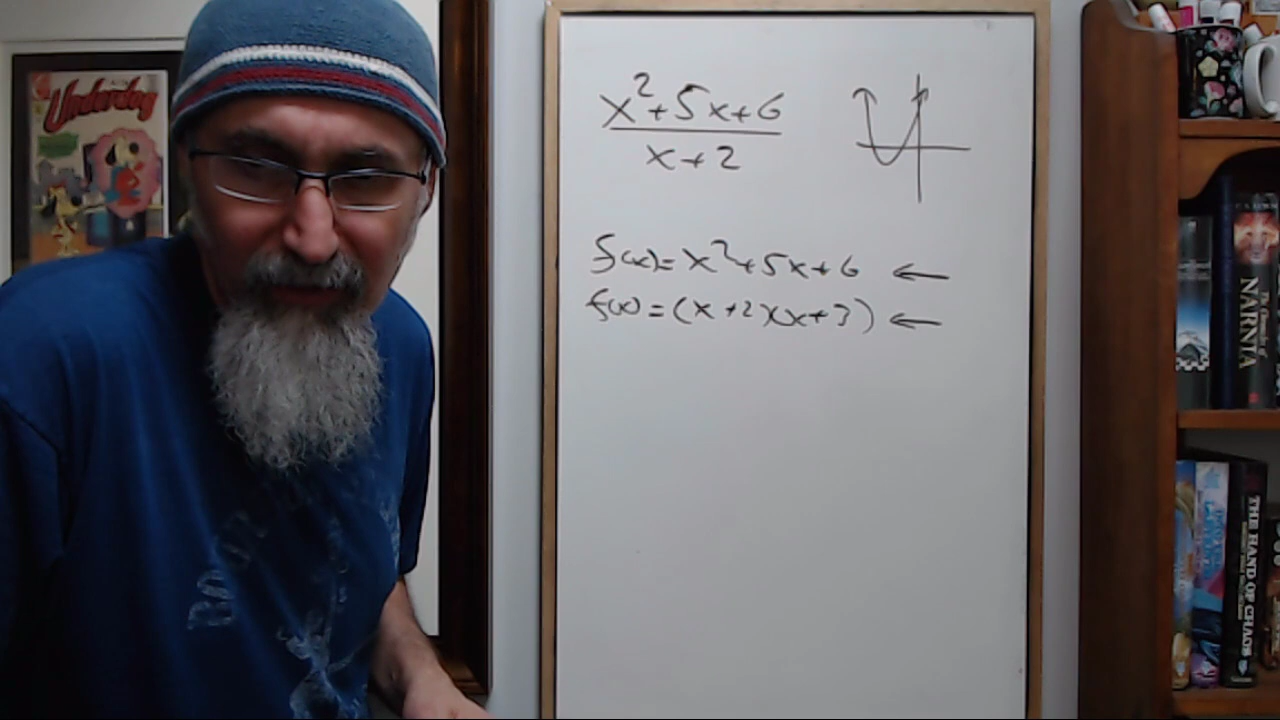 Underdog
x²+5x+6
x+2
f(x)=x²+5x+6 ←
f(x)=(x+2)(x+3) ←
NARNIA
THE HAND OF CHAOS